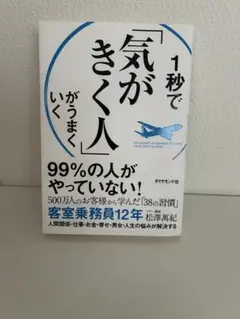 1秒で
「気が
きく人」
がうまく
いく
ダイヤモンド社
99%の人が
やっていない!
500万人のお客様から学んだ「38の習慣」
客室乗務員12年
松澤萬紀
人間関係・仕事・お金・幸せ・男女・人生の悩みが解決する